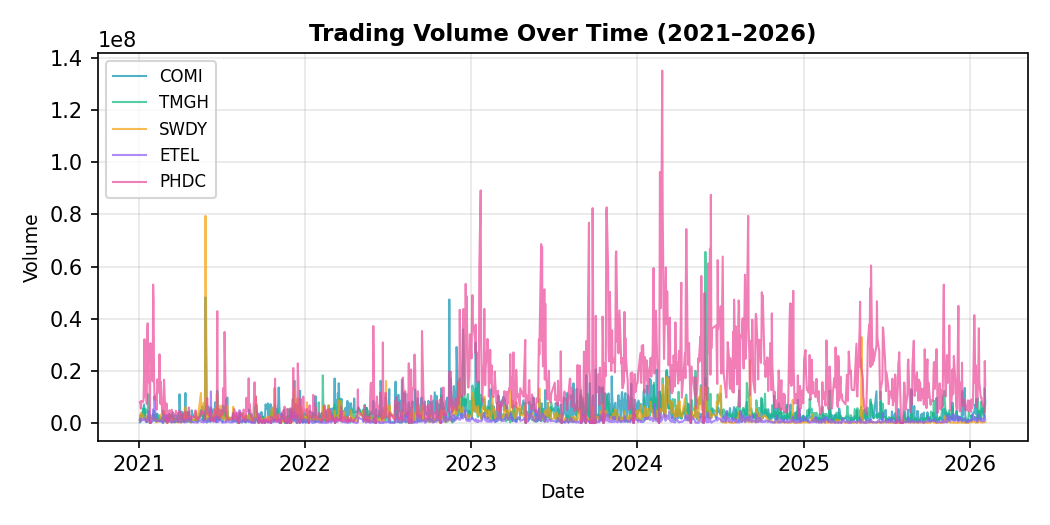 Trading Volume Over Time (2021–2026)
1e8
1.4
1.2
1.0
0.8
0.6
0.4
0.2
0.0
Volume
COMI
TMGH
SWDY
ETEL
PHDC
2021 2022 2023 2024 2025 2026
Date